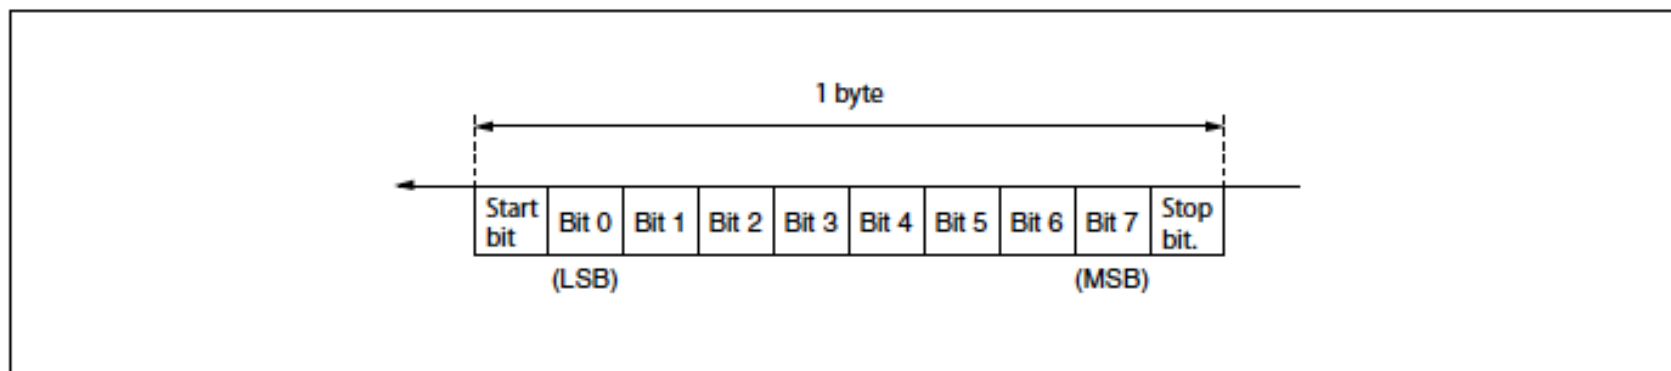 1 byte
Start bit Bit 0 Bit 1 Bit 2 Bit 3 Bit 4 Bit 5 Bit 6 Bit 7 Stop bit.
(LSB) (MSB)